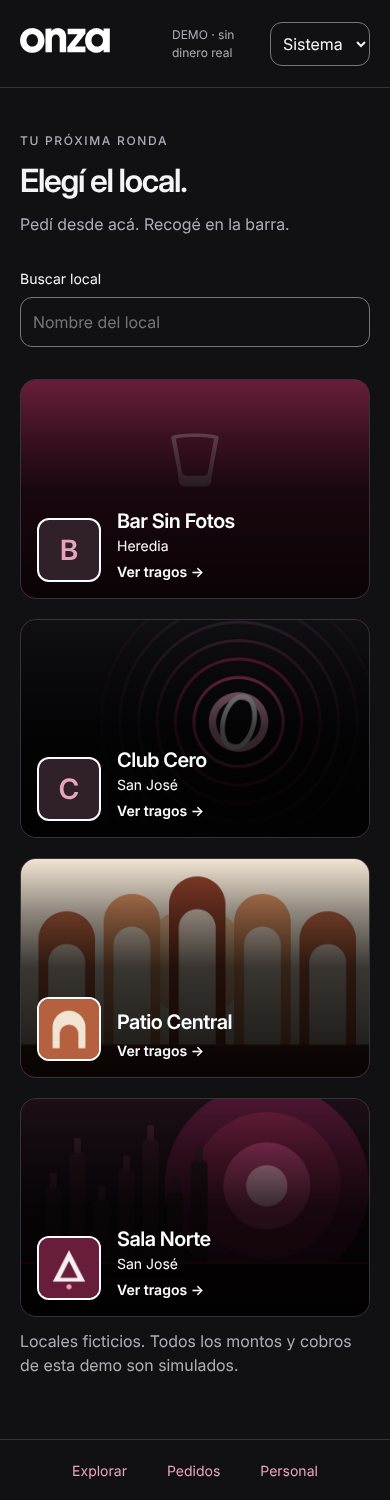 onza
DEMO · sin
dinero real
Sistema
TU PRÓXIMA RONDA
Elegí el local.
Pedí desde acá. Recogé en la barra.
Buscar local
Nombre del local
B
Bar Sin Fotos
Heredia
Ver tragos →
C
Club Cero
San José
Ver tragos →
Patio Central
Ver tragos →
Sala Norte
San José
Ver tragos →
Locales ficticios. Todos los montos y cobros
de esta demo son simulados.
Explorar Pedidos Personal